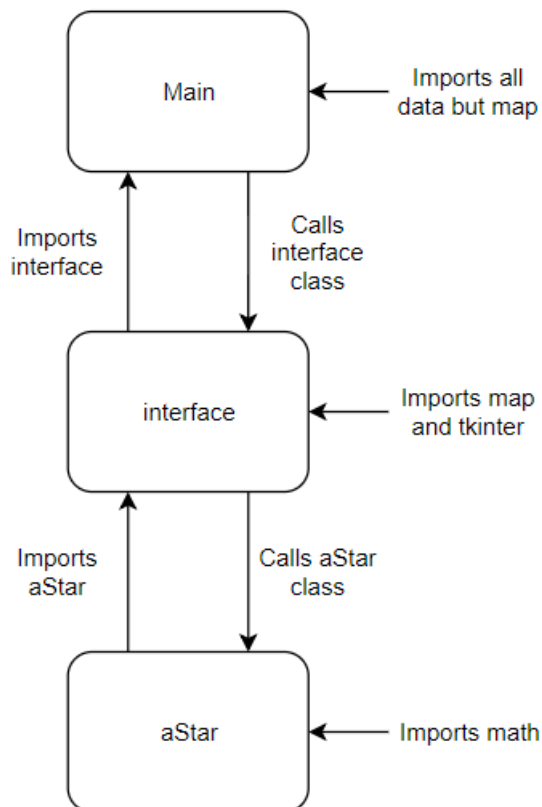 Main
Imports all
data but map
Imports
interface
Calls
interface
class
interface
Imports map
and tkinter
Imports
aStar
Calls aStar
class
aStar
Imports math